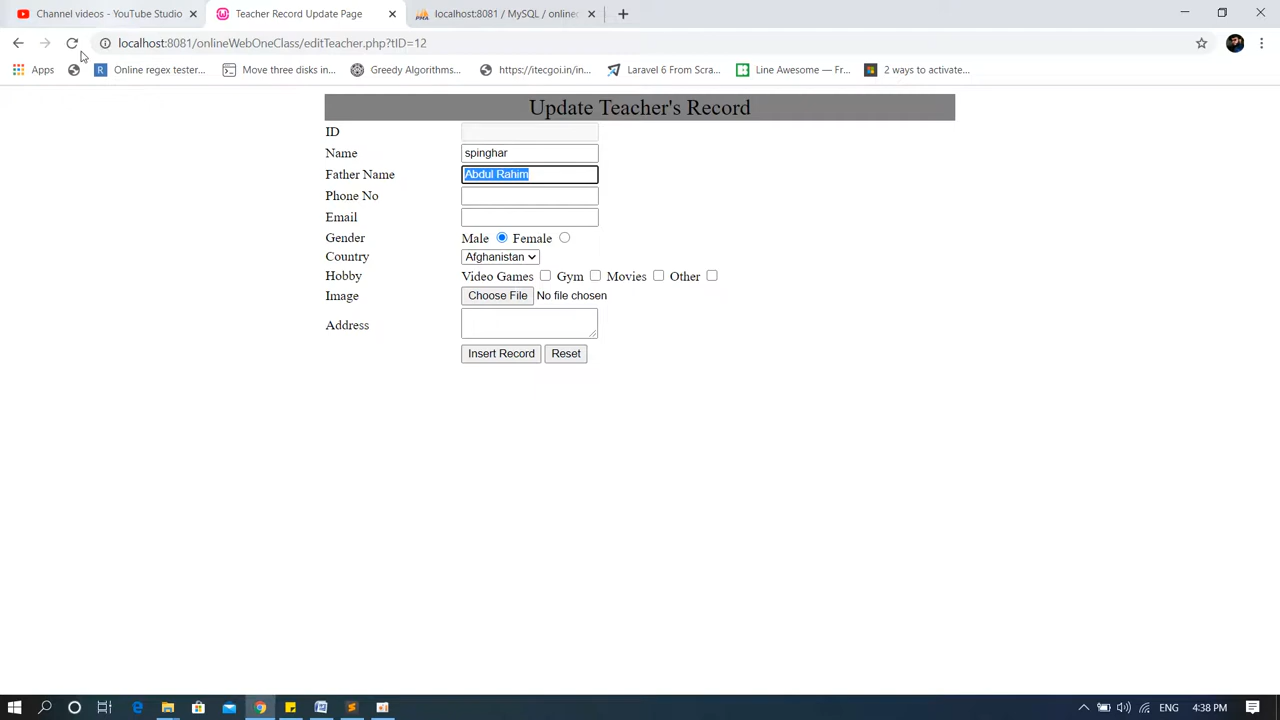 Channel videos - YouTube Studio
Teacher Record Update Page
localhost:8081 / MySQL / onlined
localhost:8081/onlineWebOneClass/editTeacher.php?tID=12
Apps
Online regex tester...
Move three disks in...
Greedy Algorithms...
https://itecgoi.in/in...
Laravel 6 From Scra...
Line Awesome — Fr...
2 ways to activate...
Update Teacher's Record
ID
Name spinghar
Father Name Abdul Rahim
Phone No
Email
Gender Male Female
Country Afghanistan
Hobby Video Games Gym Movies Other
Image Choose File No file chosen
Address
Insert Record Reset
ENG 4:38 PM